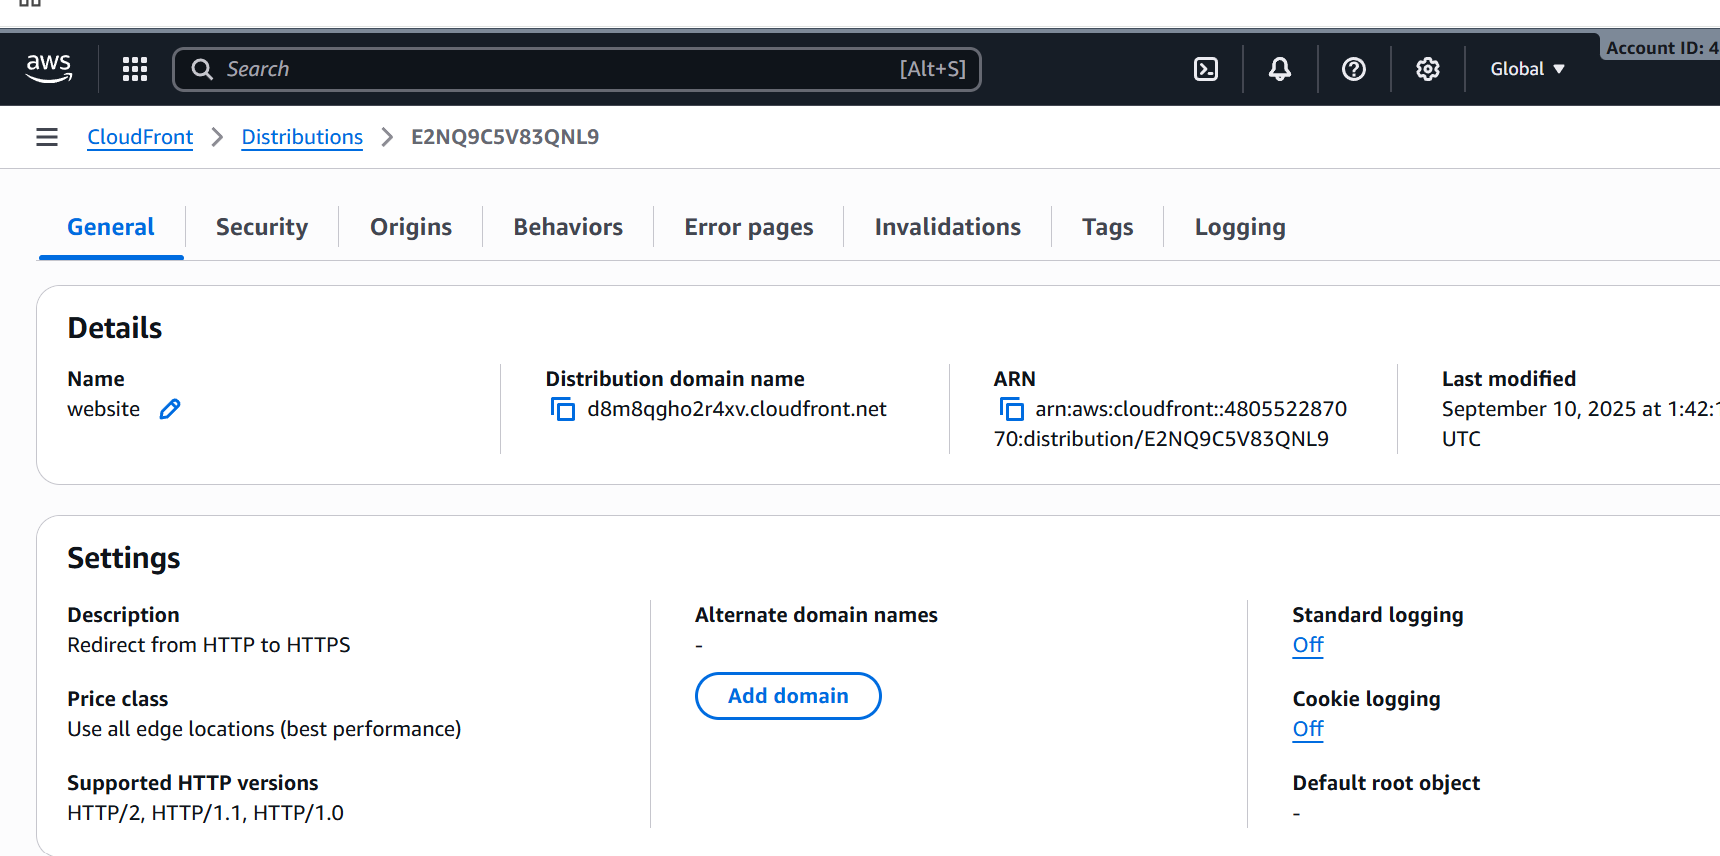 aws
Search [Alt+S]
Global
Account ID: 4
CloudFront > Distributions > E2NQ9C5V83QNL9
General
Security
Origins
Behaviors
Error pages
Invalidations
Tags
Logging
Details
Name
website
Distribution domain name
d8m8qgho2r4xv.cloudfront.net
ARN
arn:aws:cloudfront::4805522870
70:distribution/E2NQ9C5V83QNL9
Last modified
September 10, 2025 at 1:42:1
UTC
Settings
Description
Redirect from HTTP to HTTPS
Price class
Use all edge locations (best performance)
Supported HTTP versions
HTTP/2, HTTP/1.1, HTTP/1.0
Alternate domain names
-
Add domain
Standard logging
Off
Cookie logging
Off
Default root object
-